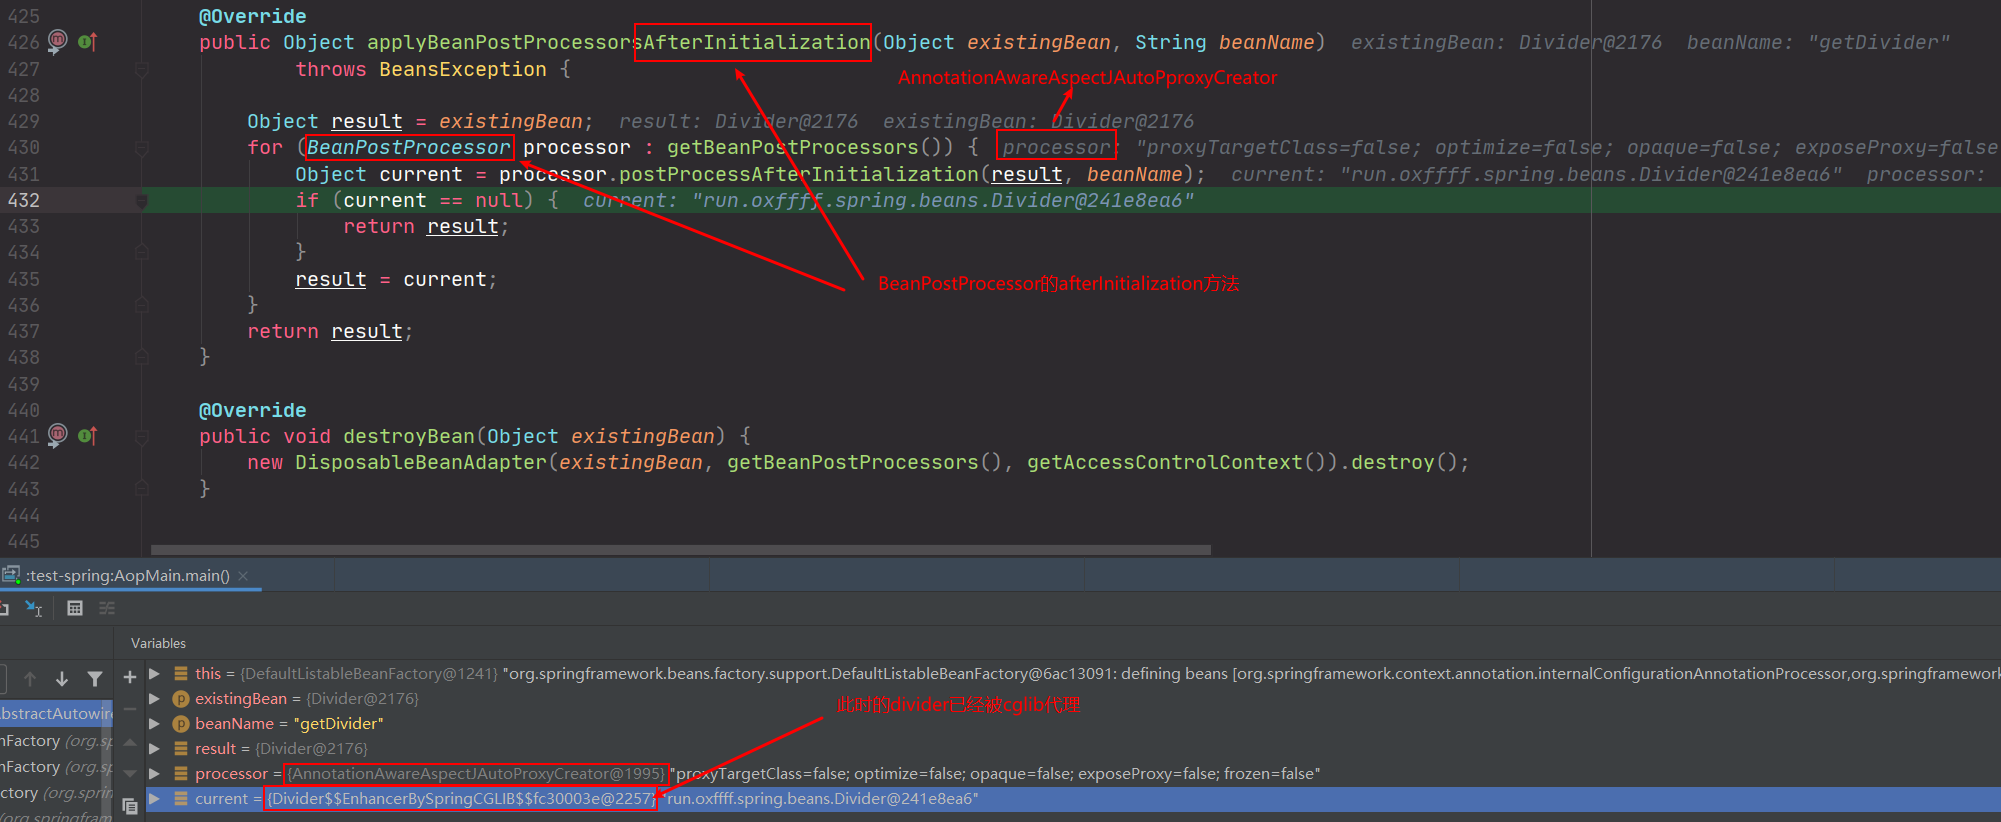 425 @Override
426 public Object applyBeanPostProcessorsAfterInitialization(Object existingBean, String beanName) existingBean: Divider@2176 beanName: "getDivider"
427 throws BeansException {
AnnotationAwareAspectJAutoPproxyCreator
428
429 Object result = existingBean; result: Divider@2176 existingBean: Divider@2176
430 for (BeanPostProcessor processor : getBeanPostProcessors()) { processor: "proxyTargetClass=false; optimize=false; opaque=false; exposeProxy=false
431 Object current = processor.postProcessAfterInitialization(result, beanName); current: "run.oxffff.spring.beans.Divider@241e8ea6" processor:
432 if (current == null) { current: "run.oxffff.spring.beans.Divider@241e8ea6"
433 return result;
434 }
435 result = current;
BeanPostProcessor的afterInitialization方法
436 }
437 return result;
438 }
439
440 @Override
441 public void destroyBean(Object existingBean) {
442 new DisposableBeanAdapter(existingBean, getBeanPostProcessors(), getAccessControlContext()).destroy();
443 }
444
445
:test-spring:AopMain.main()
Variables
this = {DefaultListableBeanFactory@1241} "org.springframework.beans.factory.support.DefaultListableBeanFactory@6ac13091: defining beans [org.springframework.context.annotation.internalConfigurationAnnotationProcessor,org.springframework
existingBean = {Divider@2176}
此时的divider已经被cglib代理
bstractAutowire
beanName = "getDivider"
nFactory (org.sp
result = {Divider@2176}
nFactory (org.sp
processor = {AnnotationAwareAspectJAutoProxyCreator@1995} "proxyTargetClass=false; optimize=false; opaque=false; exposeProxy=false; frozen=false"
ctory (org.sprin
current = {Divider$$EnhancerBySpringCGLIB$$fc30003e@2257} "run.oxffff.spring.beans.Divider@241e8ea6"
(org.springfram